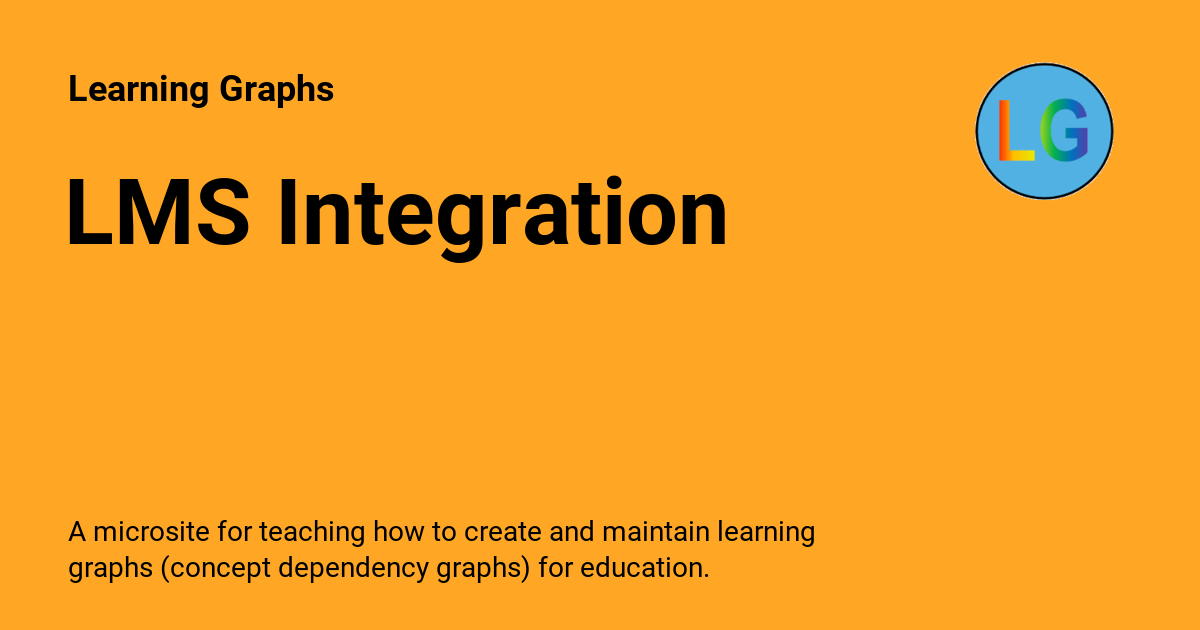 Learning Graphs
LG
LMS Integration
A microsite for teaching how to create and maintain learning
graphs (concept dependency graphs) for education.